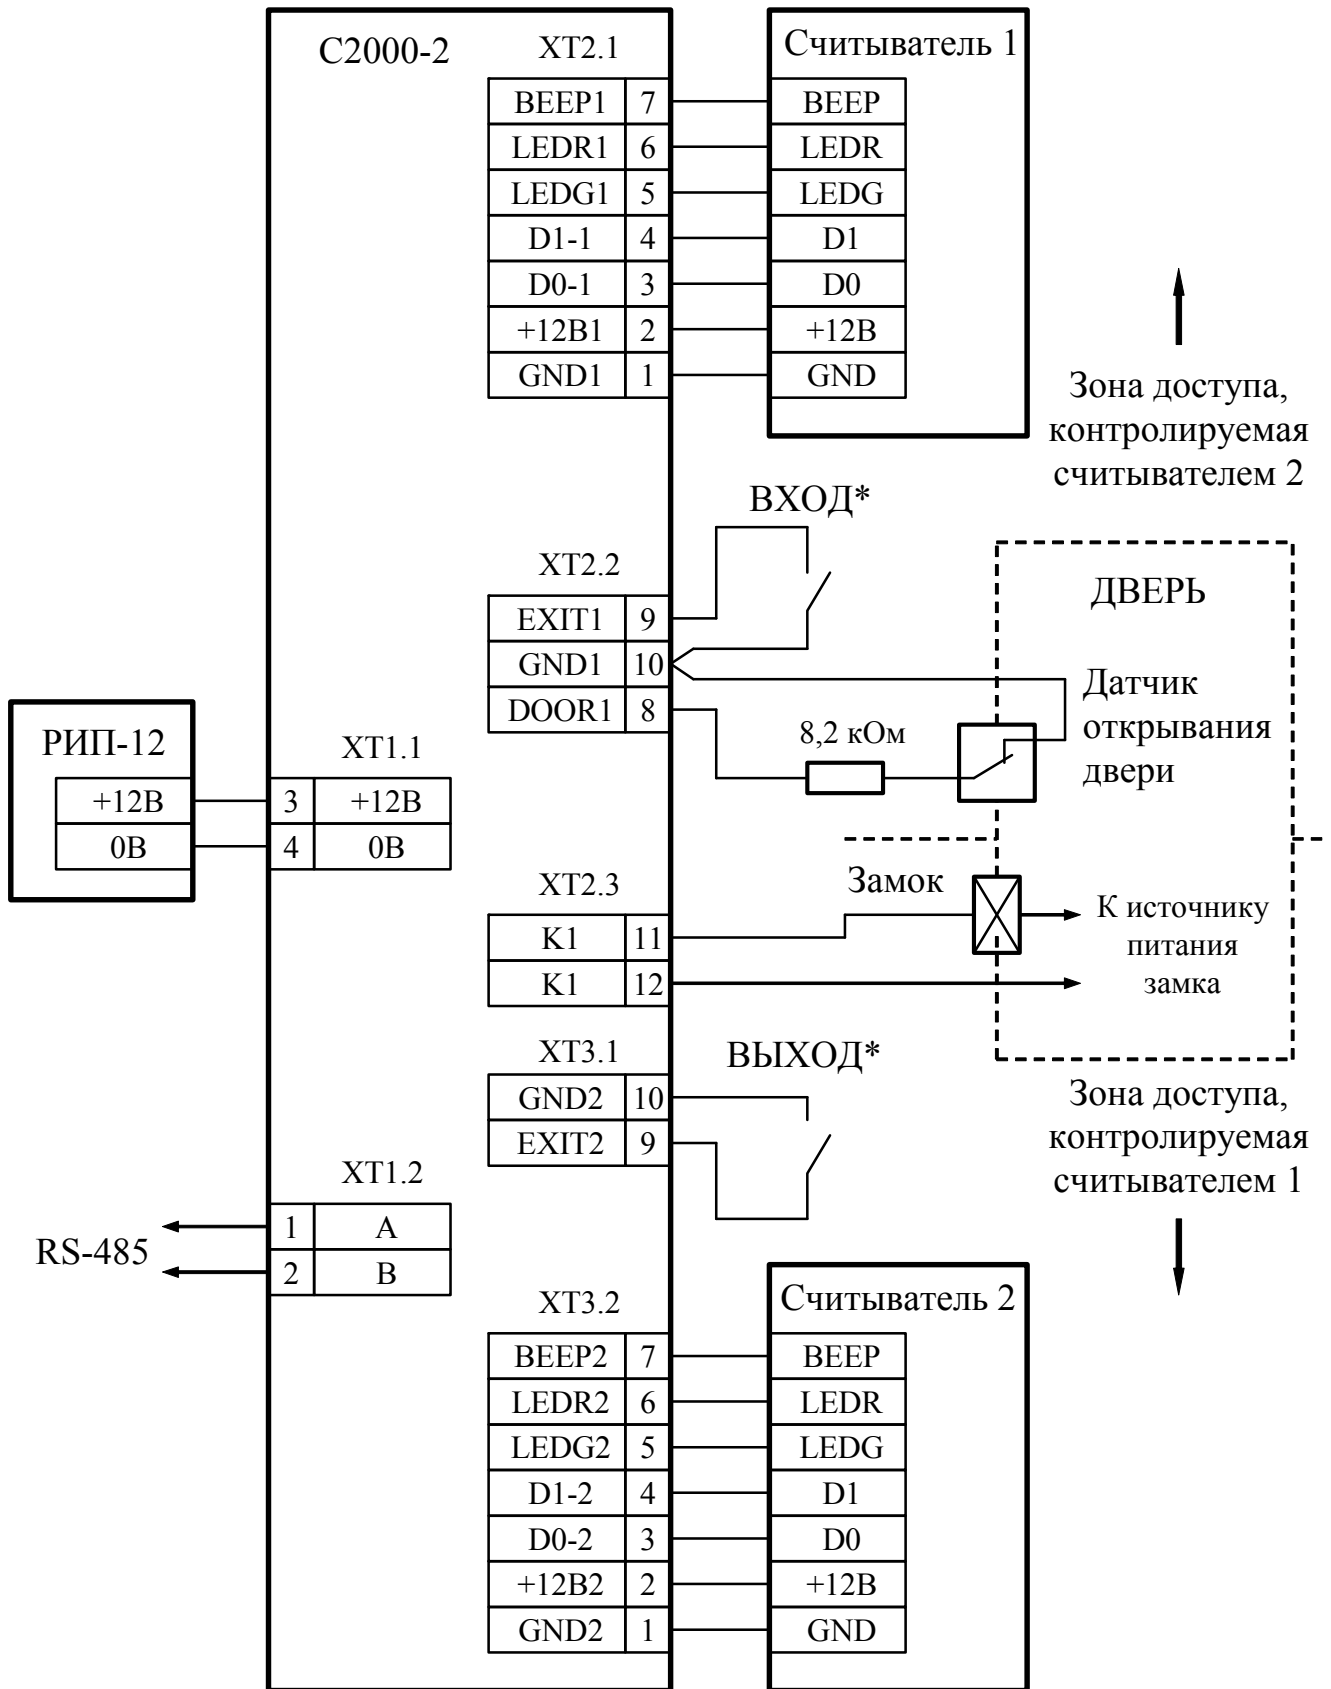 С2000-2
XT2.1
BEEP1 7
LEDR1 6
LEDG1 5
D1-1 4
D0-1 3
+12В1 2
GND1 1
Считыватель 1
BEEP
LEDR
LEDG
D1
D0
+12В
GND
Зона доступа,
контролируемая
считывателем 2
ВХОД*
XT2.2
EXIT1 9
GND1 10
DOOR1 8
ДВЕРЬ
Датчик
открывания
двери
8,2 кОм
РИП-12
+12В
0В
XT1.1
3 +12В
4 0В
XT2.3
K1 11
K1 12
Замок
К источнику
питания
замка
XT3.1
GND2 10
EXIT2 9
ВЫХОД*
Зона доступа,
контролируемая
считывателем 1
XT1.2
1 A
2 B
RS-485
XT3.2
BEEP2 7
LEDR2 6
LEDG2 5
D1-2 4
D0-2 3
+12В2 2
GND2 1
Считыватель 2
BEEP
LEDR
LEDG
D1
D0
+12В
GND